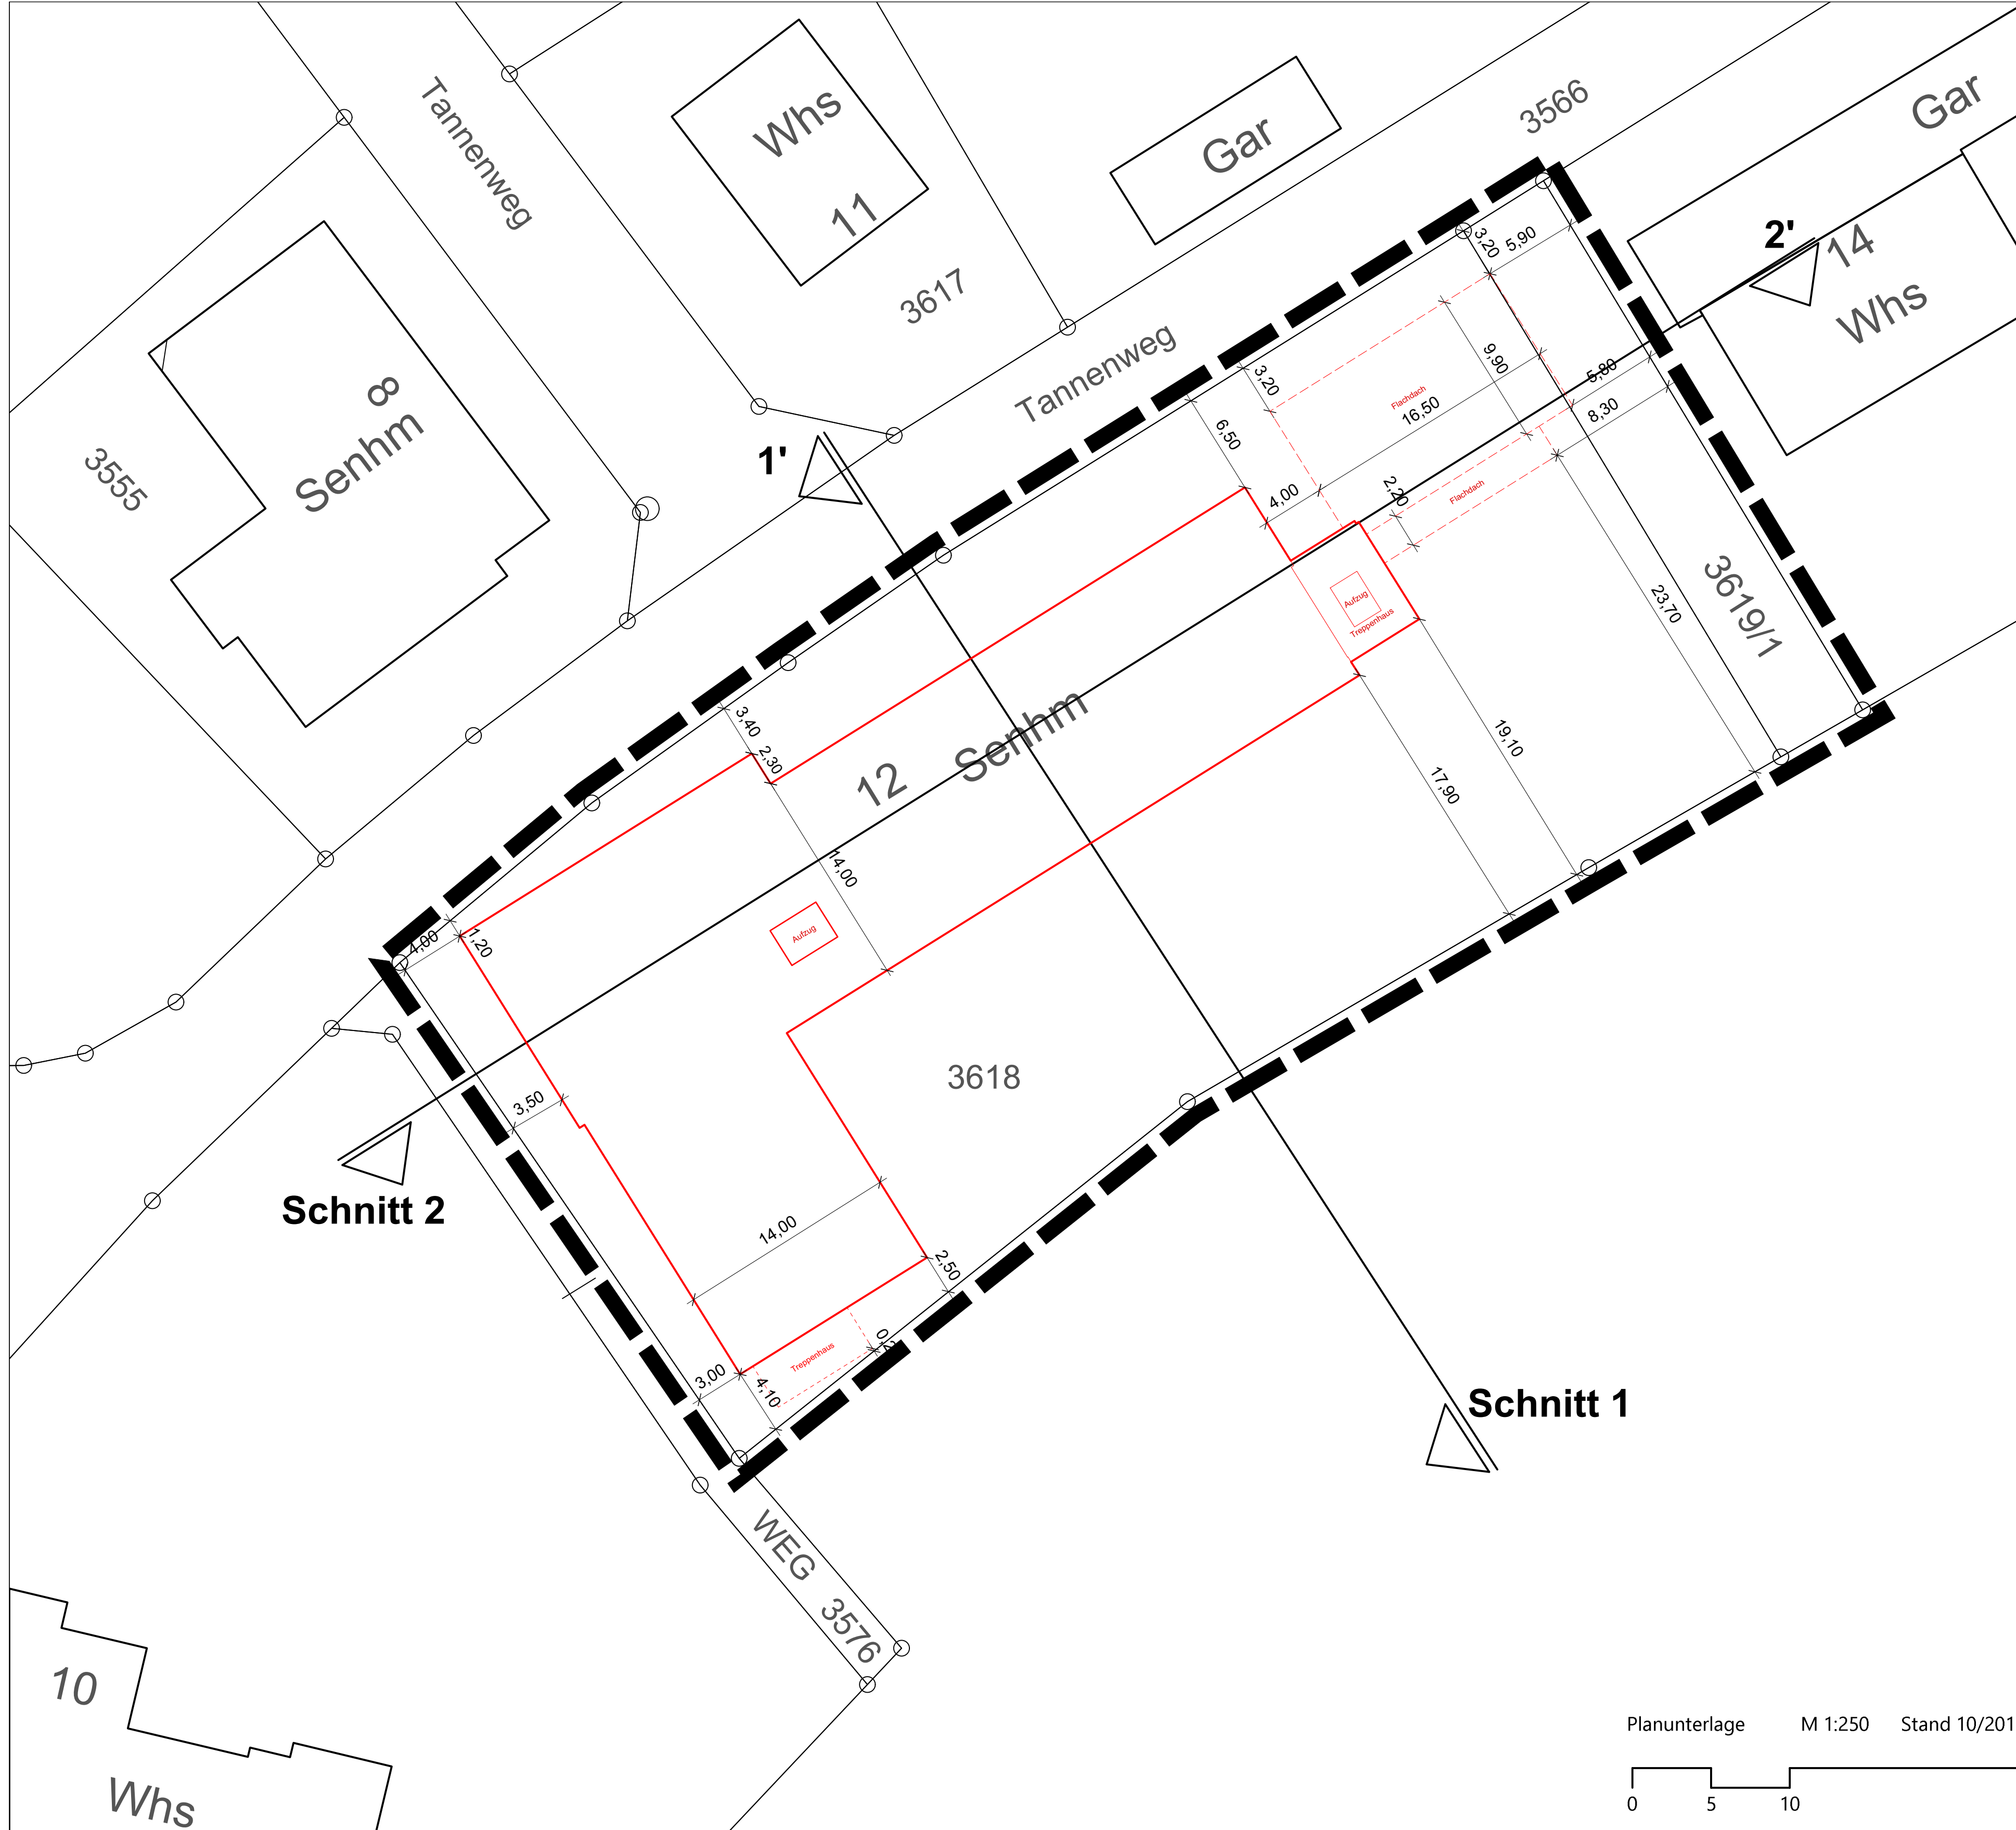 Tannenweg
Whs
11
Gar
3566
Gar
2'
14
Whs
3617
Tannenweg
8
Senhm
3555
1'
3,20
5,90
9,90
Flachdach
16,50
5,80
8,30
3,20
6,50
4,00
2,20
Flachdach
Aufzug
Treppenhaus
23,70
3619/1
3,40
2,30
12 Senhm
19,10
17,90
14,00
Aufzug
4,00
1,20
3618
3,50
Schnitt 2
14,00
2,50
Treppenhaus
3,00
4,10
Schnitt 1
WEG 3576
10
Whs
Planunterlage M 1:250 Stand 10/201
0 5 10